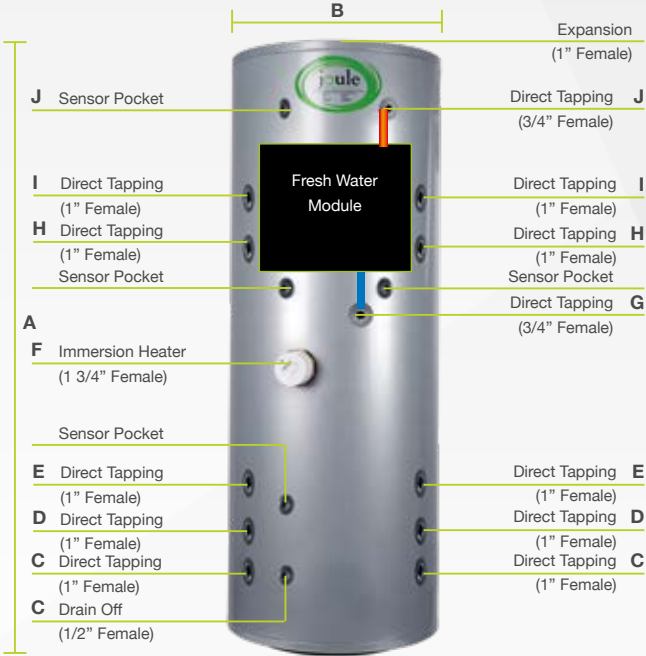 B
Expansion
(1” Female)
joule
J Sensor Pocket
Direct Tapping J
(3/4” Female)
Fresh Water
Module
I Direct Tapping
(1” Female)
Direct Tapping I
(1” Female)
H Direct Tapping
(1” Female)
Direct Tapping H
(1” Female)
Sensor Pocket
Sensor Pocket
Direct Tapping G
(3/4” Female)
A
F Immersion Heater
(1 3/4” Female)
Sensor Pocket
E Direct Tapping
(1” Female)
Direct Tapping E
(1” Female)
D Direct Tapping
(1” Female)
Direct Tapping D
(1” Female)
C Direct Tapping
(1” Female)
Direct Tapping C
(1” Female)
C Drain Off
(1/2” Female)